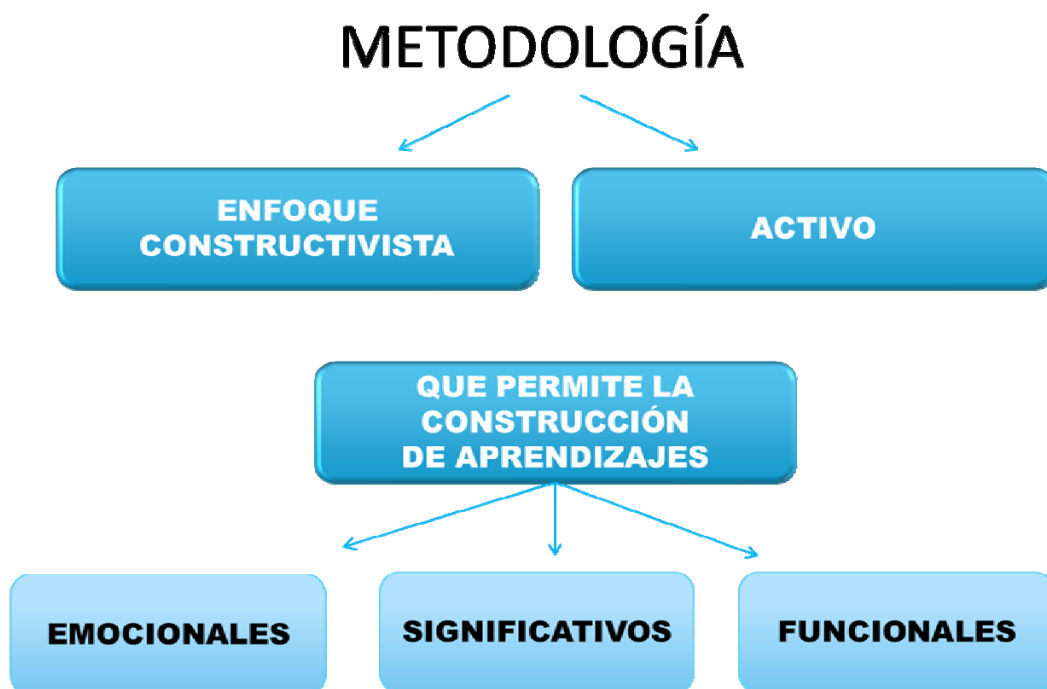 METODOLOGÍA
ENFOQUE
CONSTRUCTIVISTA
ACTIVO
QUE PERMITE LA
CONSTRUCCIÓN
DE APRENDIZAJES
EMOCIONALES
SIGNIFICATIVOS
FUNCIONALES